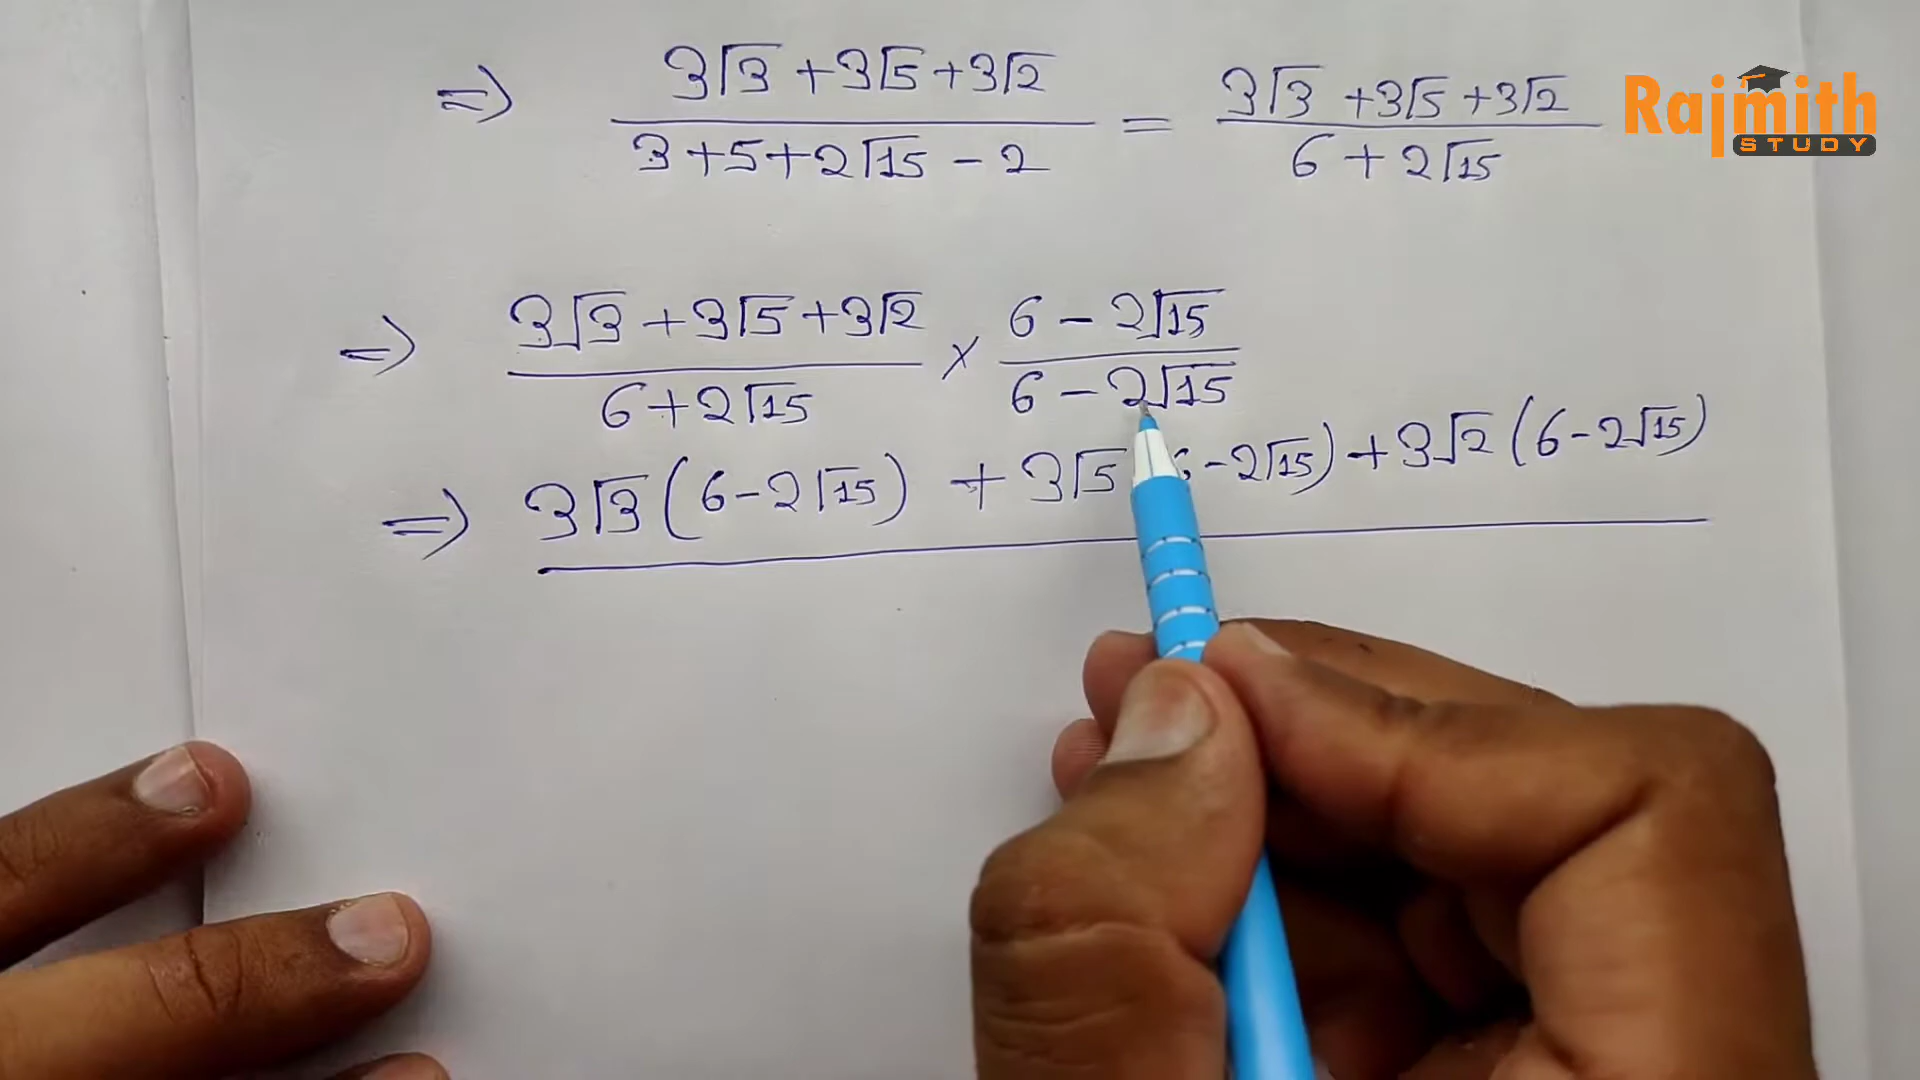 ⇒ (3√3 + 3√5 + 3√2)/(3 + 5 + 2√15 − 2) = (3√3 + 3√5 + 3√2)/(6 + 2√15)
Rajmith
STUDY
⇒ (3√3 + 3√5 + 3√2)/(6 + 2√15) × (6 − 2√15)/(6 − 2√15)
⇒ 3√3(6 − 2√15) + 3√5 6 − 2√15) + 3√2(6 − 2√15)